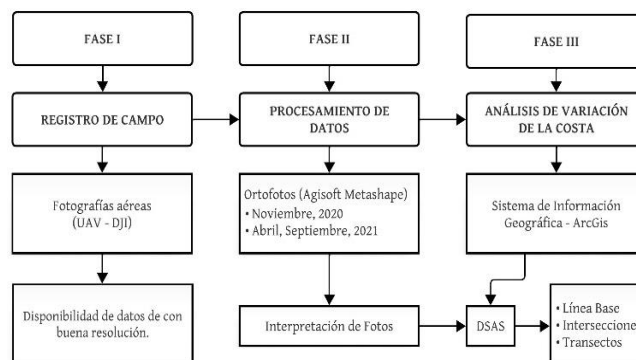 FASE I
FASE II
FASE III
REGISTRO DE CAMPO
PROCESAMIENTO DE
DATOS
ANÁLISIS DE VARIACIÓN
DE LA COSTA
Fotografías aéreas
(UAV - DJI)
Ortofotos (Agisoft Metashape)
• Noviembre, 2020
• Abril, Septiembre, 2021
Sistema de Información
Geográfica - ArcGis
Disponibilidad de datos de con
buena resolución.
Interpretación de Fotos
DSAS
• Línea Base
• Interseccione
• Transectos